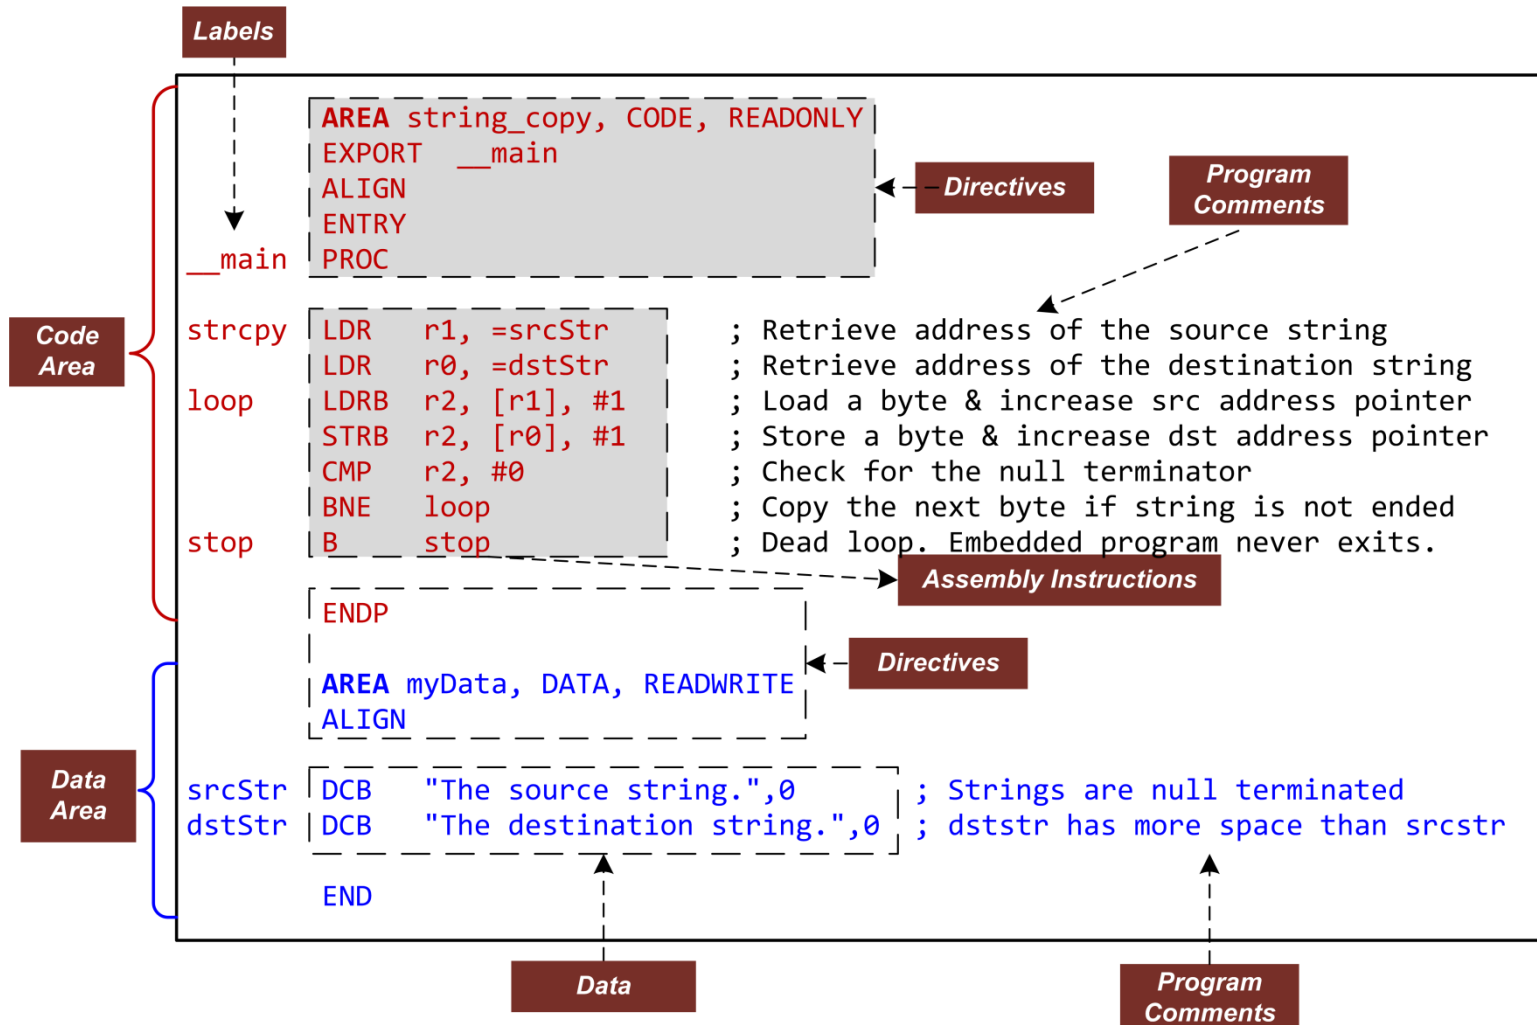 Labels
AREA string_copy, CODE, READONLY
EXPORT __main
ALIGN
Directives
Program
Comments
ENTRY
__main PROC
Code
Area
strcpy LDR r1, =srcStr ; Retrieve address of the source string
LDR r0, =dstStr ; Retrieve address of the destination string
loop LDRB r2, [r1], #1 ; Load a byte & increase src address pointer
STRB r2, [r0], #1 ; Store a byte & increase dst address pointer
CMP r2, #0 ; Check for the null terminator
BNE loop ; Copy the next byte if string is not ended
stop B stop ; Dead loop. Embedded program never exits.
Assembly Instructions
ENDP
Directives
AREA myData, DATA, READWRITE
ALIGN
Data
Area
srcStr DCB "The source string.",0 ; Strings are null terminated
dstStr DCB "The destination string.",0 ; dststr has more space than srcstr
END
Data
Program
Comments